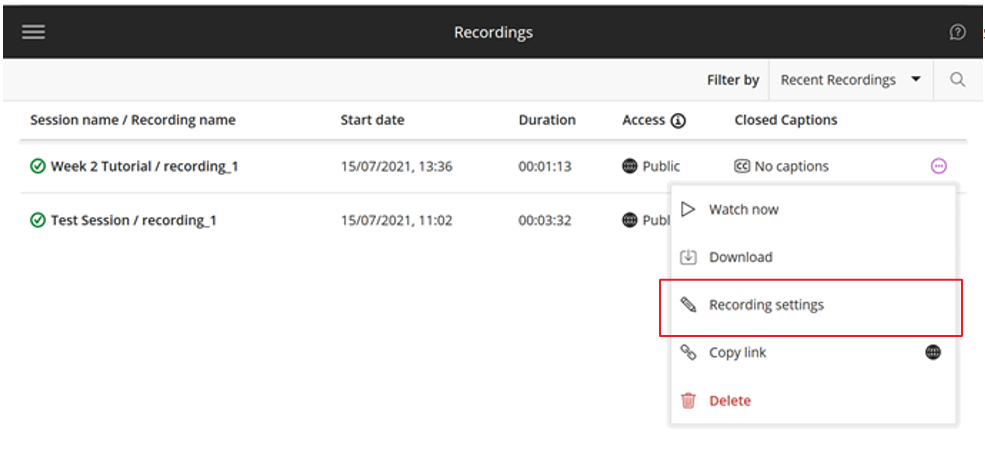 Recordings
Filter by Recent Recordings
Session name / Recording name Start date Duration Access Closed Captions
Week 2 Tutorial / recording_1 15/07/2021, 13:36 00:01:13 Public CC No captions
Watch now
Test Session / recording_1 15/07/2021, 11:02 00:03:32 Publ
Download
Recording settings
Copy link
Delete